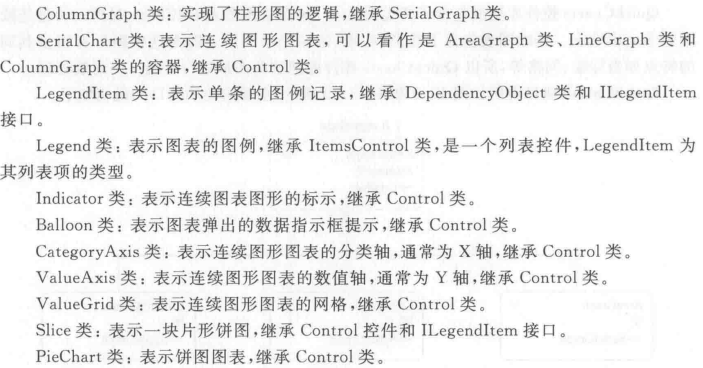 ColumnGraph 类：实现了柱形图的逻辑，继承 SerialGraph 类。
SerialChart 类：表示连续图形图表，可以看作是 AreaGraph 类、LineGraph 类和
ColumnGraph 类的容器，继承 Control 类。
LegendItem 类：表示单条的图例记录，继承 DependencyObject 类和 ILegendItem
接口。
Legend 类：表示图表的图例，继承 ItemsControl 类，是一个列表控件，LegendItem 为
其列表项的类型。
Indicator 类：表示连续图表图形的标示，继承 Control 类。
Balloon 类：表示图表弹出的数据指示框提示，继承 Control 类。
CategoryAxis 类：表示连续图形图表的分类轴，通常为 X 轴，继承 Control 类。
ValueAxis 类：表示连续图形图表的数值轴，通常为 Y 轴，继承 Control 类。
ValueGrid 类：表示连续图形图表的网格，继承 Control 类。
Slice 类：表示一块片形饼图，继承 Control 控件和 ILegendItem 接口。
PieChart 类：表示饼图图表，继承 Control 类。